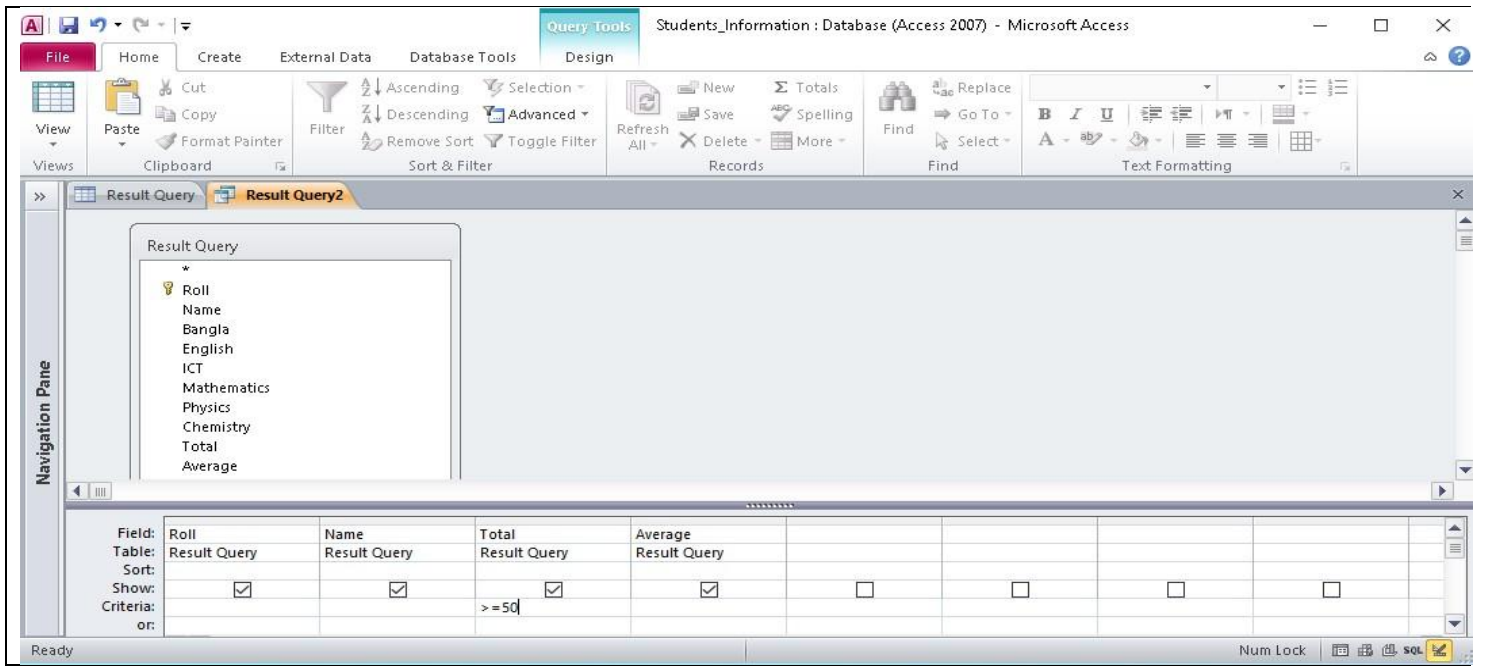 A Query Tools Students_Information : Database (Access 2007) - Microsoft Access
File Home Create External Data Database Tools Design
View
Views
Paste
Cut
Copy
Format Painter
Clipboard
Filter
Ascending
Descending
Remove Sort
Selection
Advanced
Toggle Filter
Sort & Filter
Refresh
All
New
Save
Delete
Totals
Spelling
More
Records
Find
Replace
Go To
Select
Find
B I U
A
Text Formatting
Result Query Result Query2
Navigation Pane
Result Query
*
Roll
Name
Bangla
English
ICT
Mathematics
Physics
Chemistry
Total
Average
Field: Roll Name Total Average
Table: Result Query Result Query Result Query Result Query
Sort:
Show:
Criteria: >=50
or:
Ready Num Lock SQL